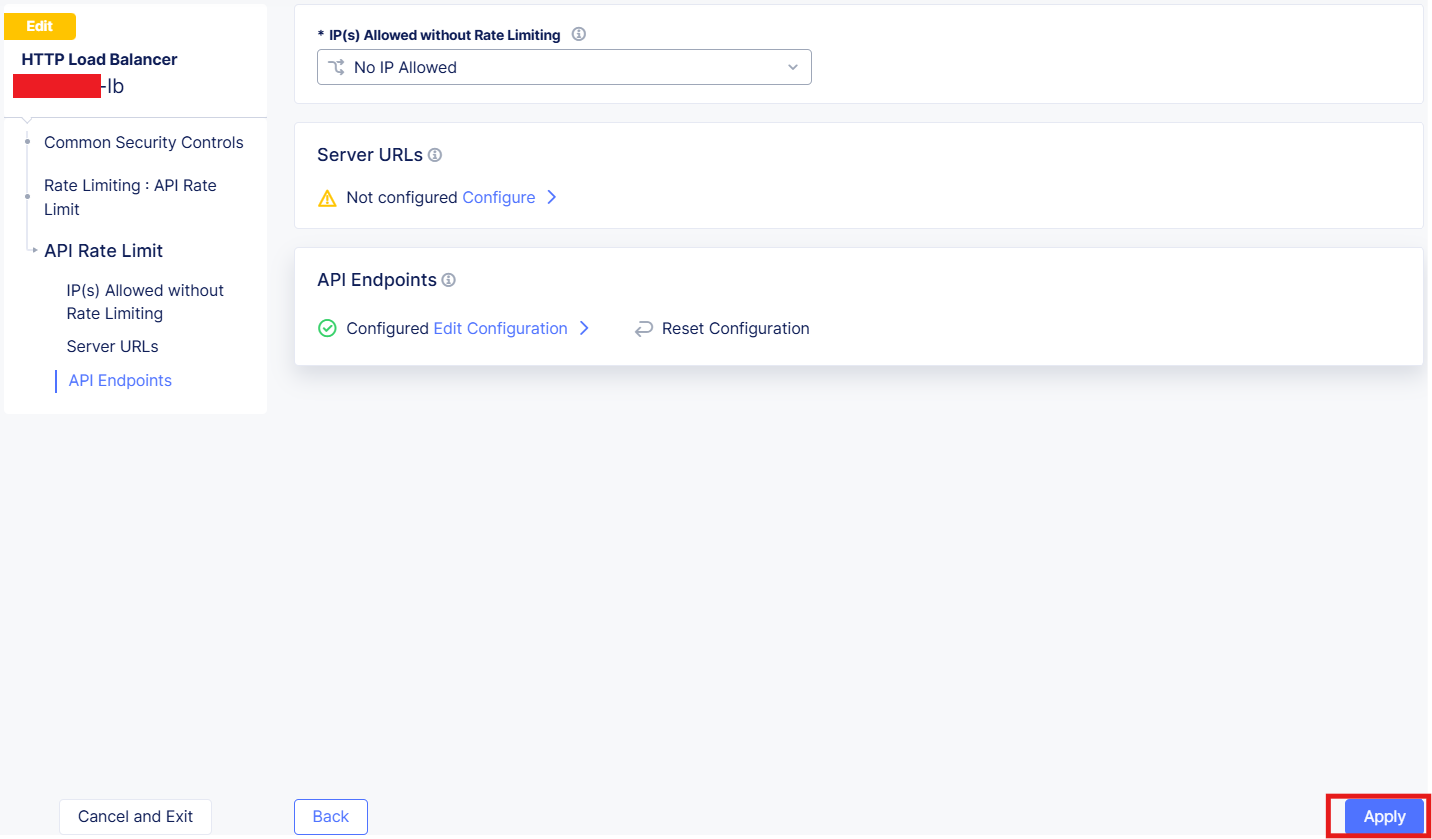 Edit
HTTP Load Balancer
-lb
Common Security Controls
Rate Limiting : API Rate
Limit
API Rate Limit
IP(s) Allowed without
Rate Limiting
Server URLs
API Endpoints
* IP(s) Allowed without Rate Limiting
No IP Allowed
Server URLs
Not configured Configure
API Endpoints
Configured Edit Configuration Reset Configuration
Cancel and Exit
Back
Apply